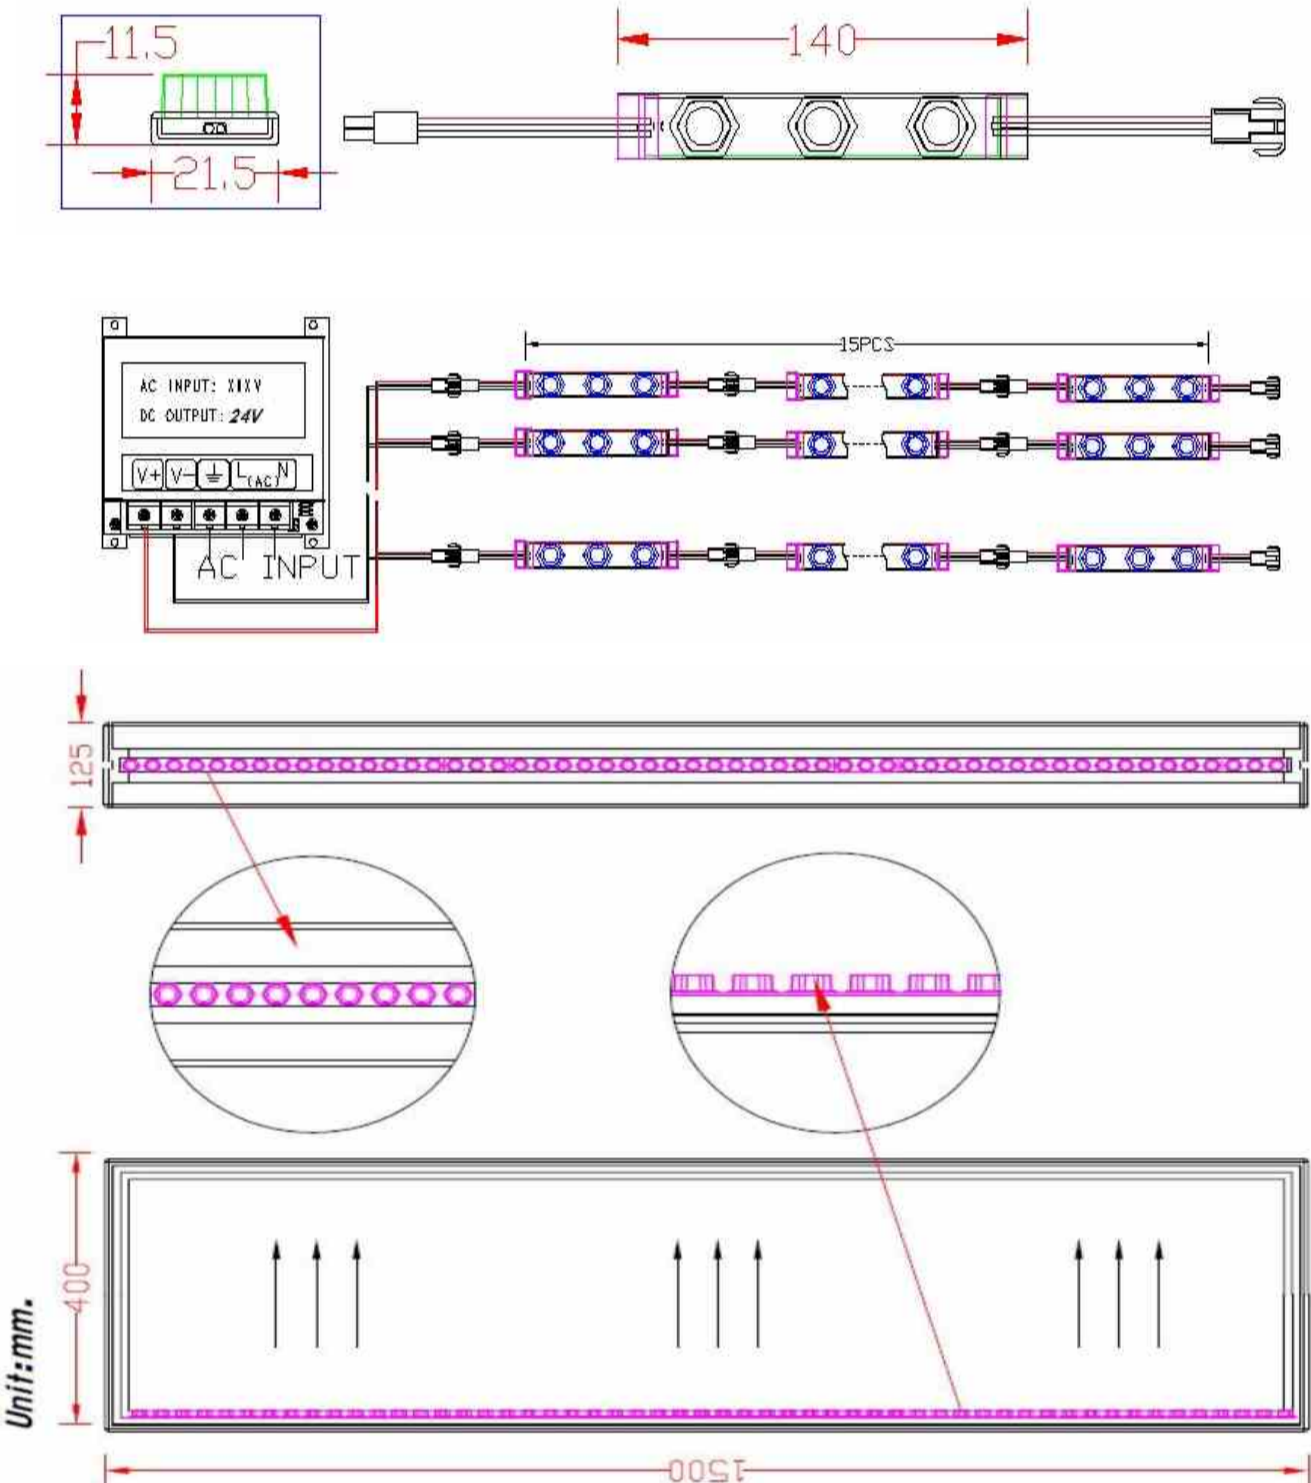 11.5
140
21.5
15PCS
AC INPUT: XIXV
DC OUTPUT: 24V
V+ V- L(AC)N
AC INPUT
125
400
Unit:mm.
1500